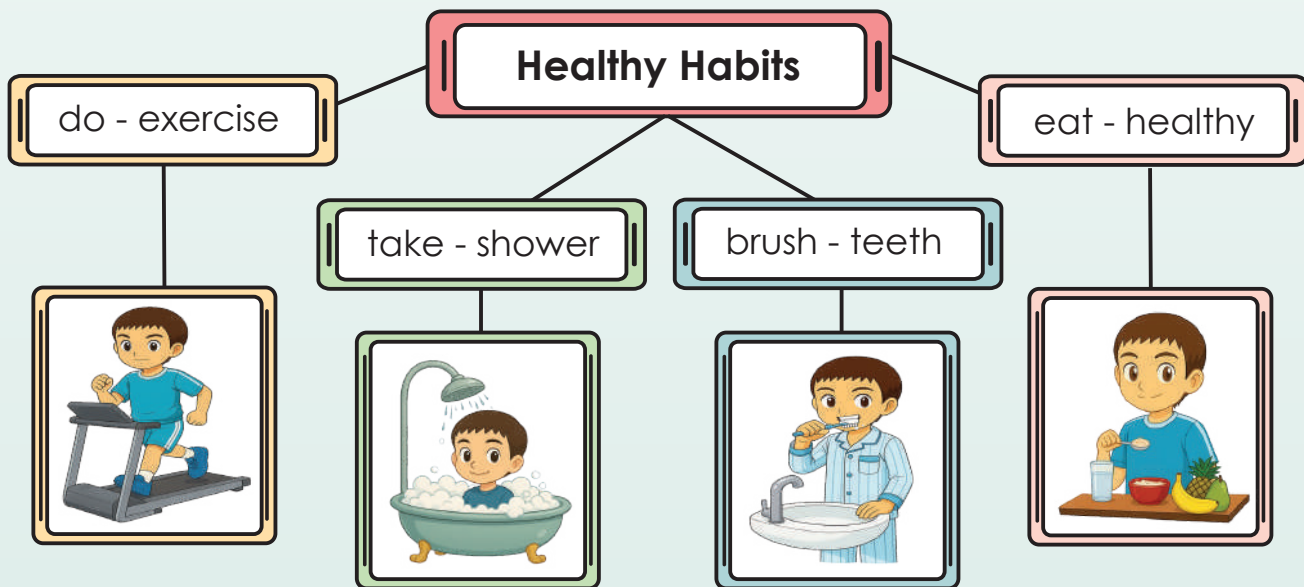 Healthy Habits
do - exercise
eat - healthy
take - shower
brush - teeth